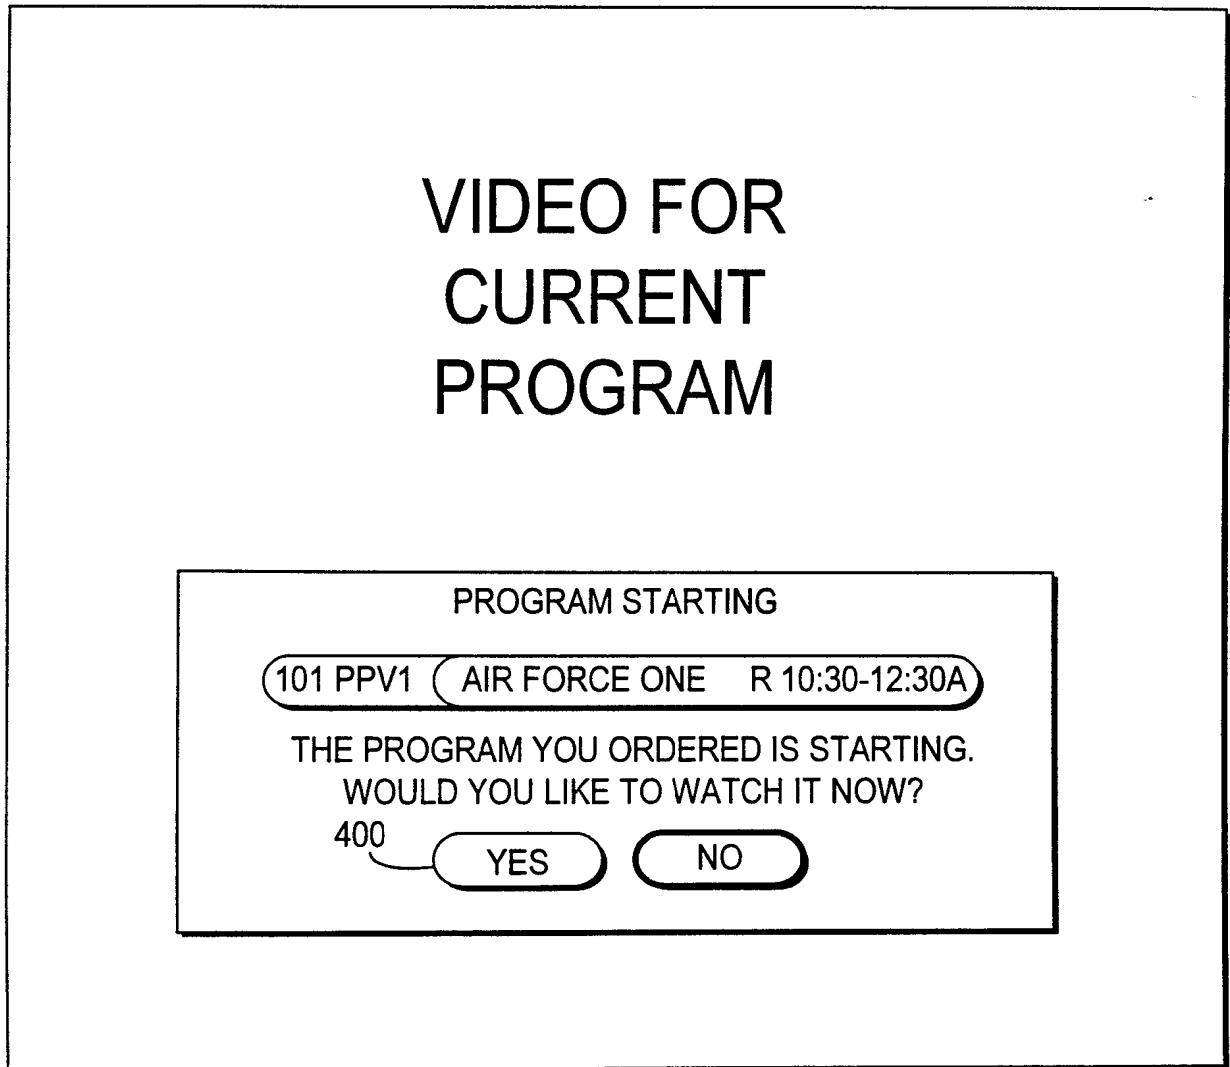 VIDEO FOR
CURRENT
PROGRAM
PROGRAM STARTING
101 PPV1 AIR FORCE ONE R 10:30-12:30A
THE PROGRAM YOU ORDERED IS STARTING.
WOULD YOU LIKE TO WATCH IT NOW?
400
YES NO